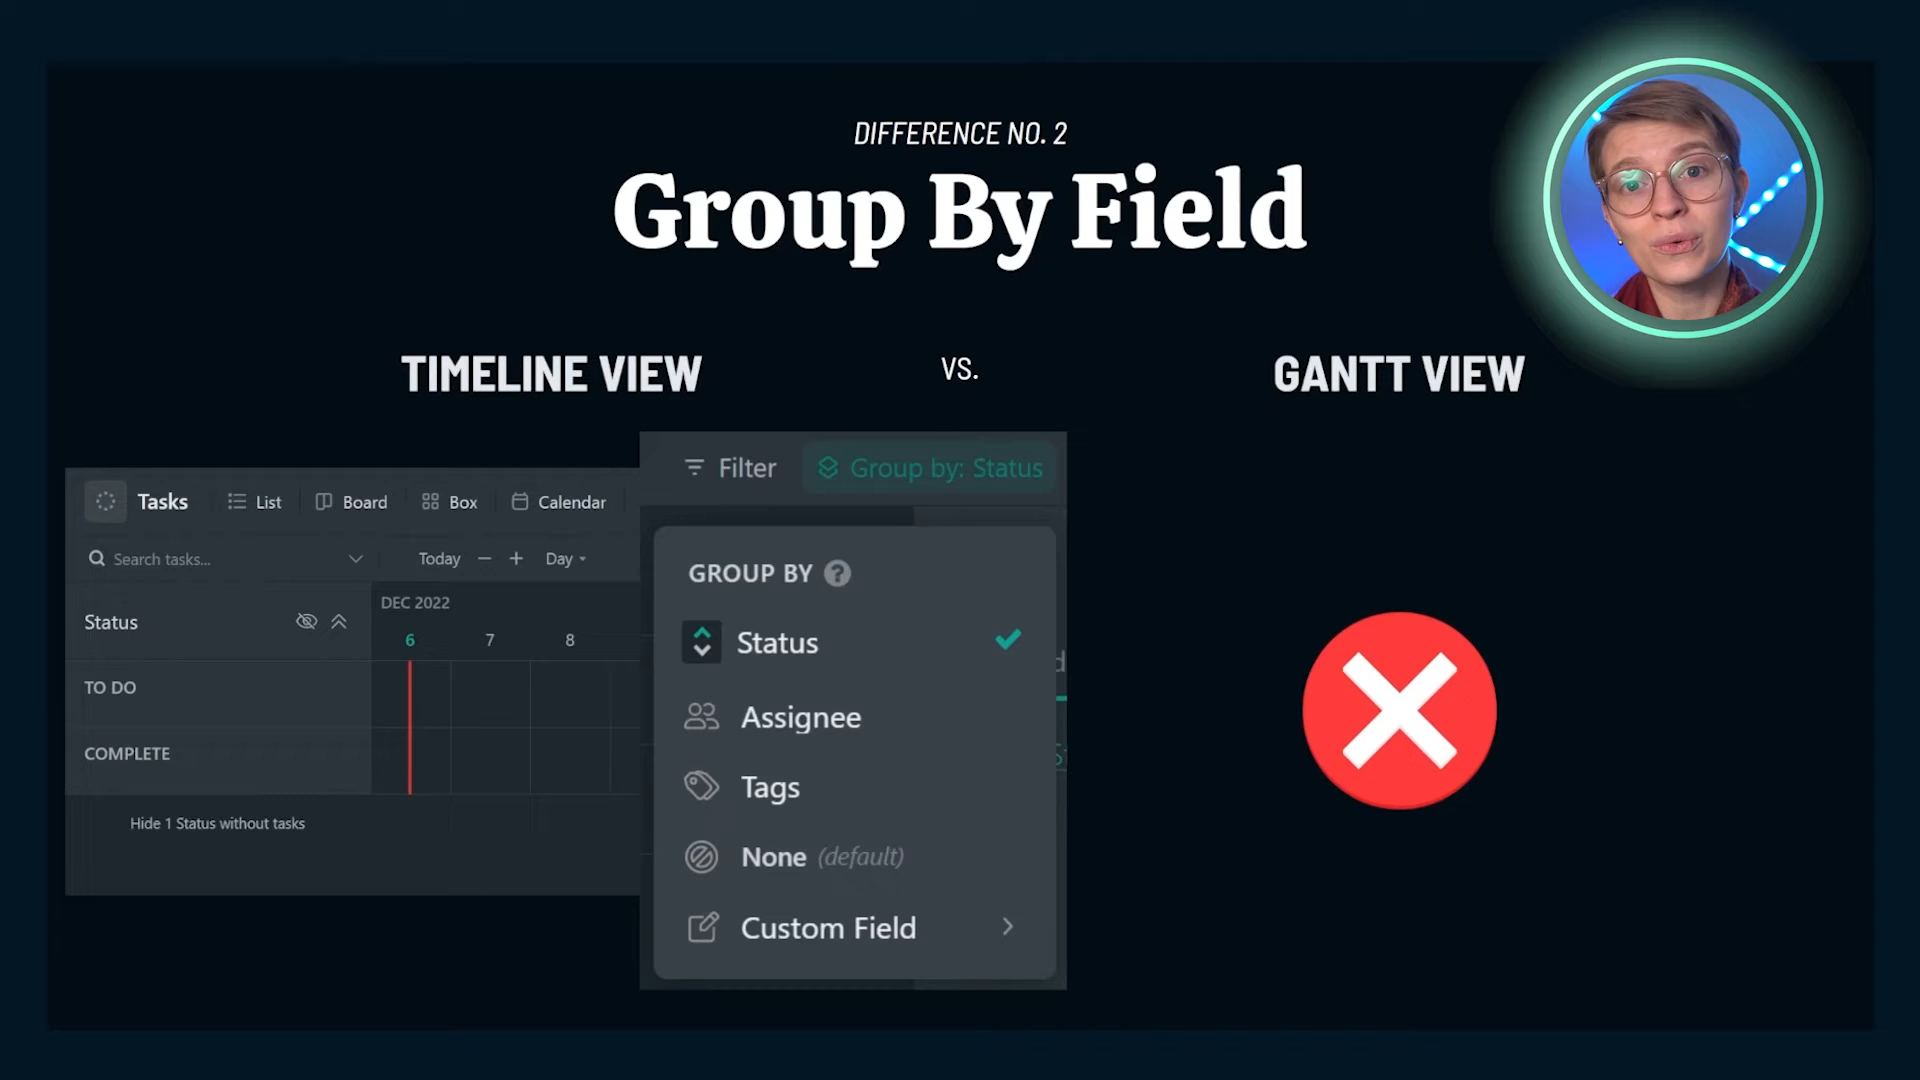 DIFFERENCE NO. 2
Group By Field
TIMELINE VIEW
VS.
GANTT VIEW
Tasks List Board Box Calendar
Search tasks... Today − + Day
Status
DEC 2022
6 7 8
TO DO
COMPLETE
Hide 1 Status without tasks
Filter Group by: Status
GROUP BY ?
Status
Assignee
Tags
None (default)
Custom Field